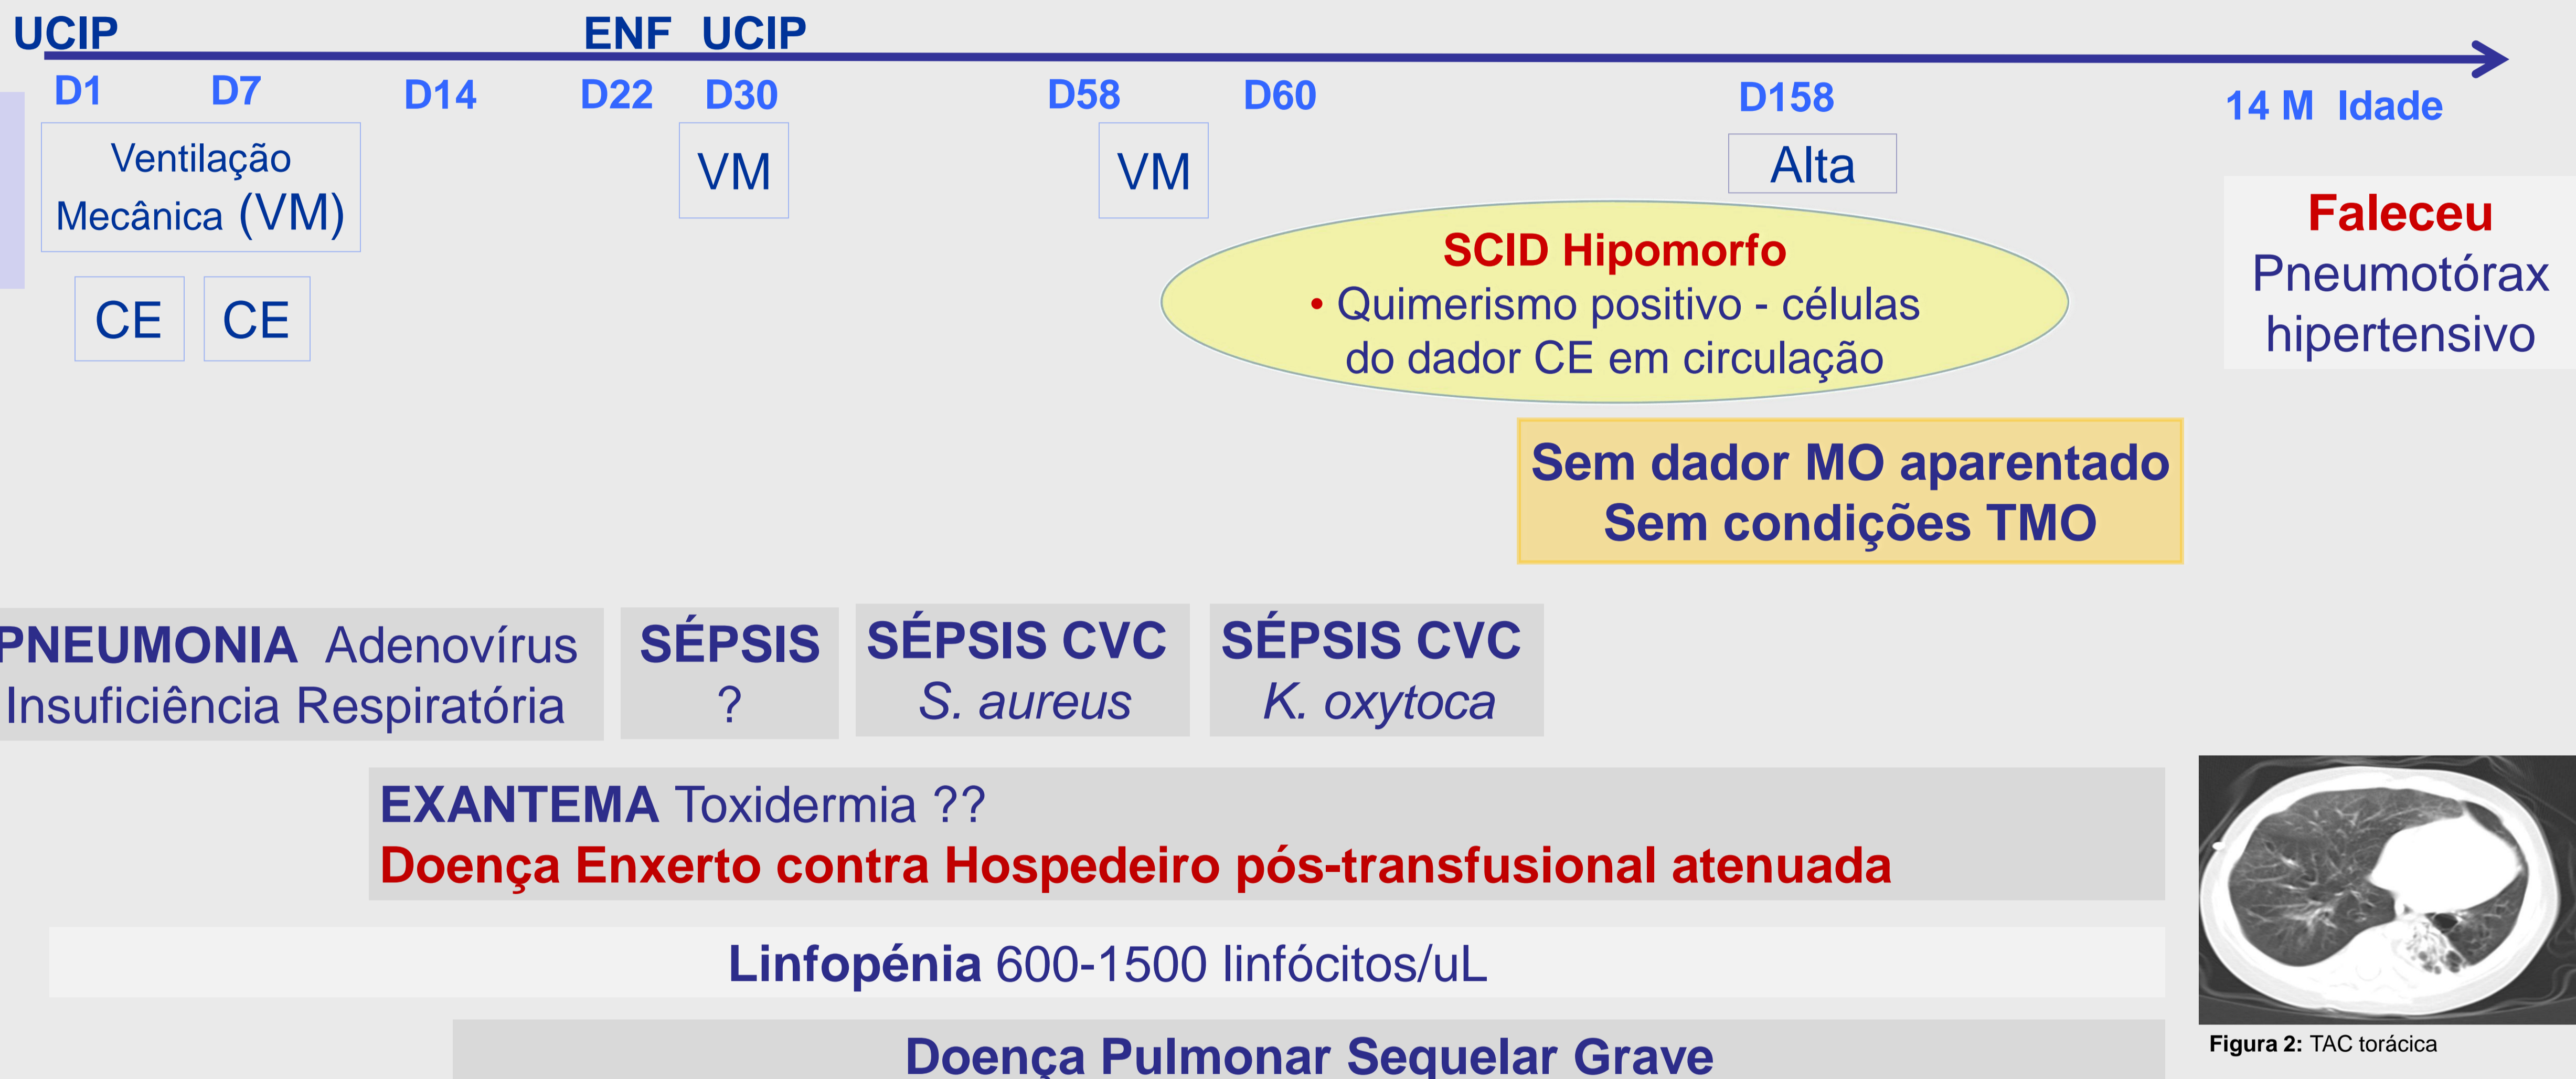 UCIP ENF UCIP
D1 D7 D14 D22 D30 D58 D60 D158 14 M Idade
Ventilação
Mecânica (VM)
VM
VM
Alta
CE CE
SCID Hipomorfo
• Quimerismo positivo - células
do dador CE em circulação
Faleceu
Pneumotórax
hipertensivo
Sem dador MO aparentado
Sem condições TMO
PNEUMONIA Adenovírus
Insuficiência Respiratória
SÉPSIS
?
SÉPSIS CVC
S. aureus
SÉPSIS CVC
K. oxytoca
EXANTEMA Toxidermia ??
Doença Enxerto contra Hospedeiro pós-transfusional atenuada
Linfopénia 600-1500 linfócitos/uL
Doença Pulmonar Sequelar Grave
Figura 2: TAC torácica